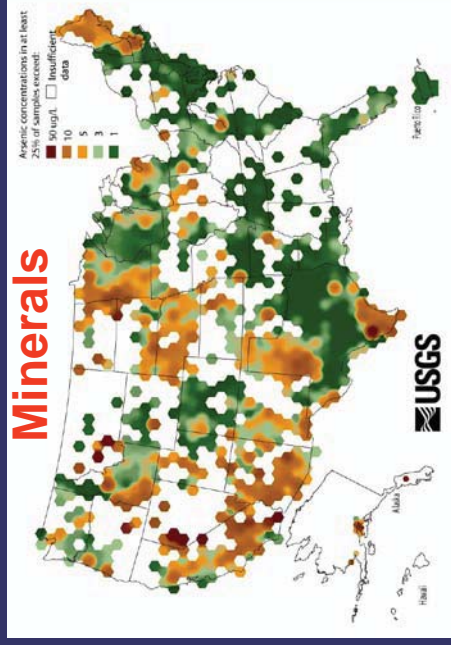 Minerals
Arsenic concentrations in at least
25% of samples exceed:
50 ug/L
10
5
3
1
Insufficient
data
Puerto Rico
USGS
Alaska
Hawaii